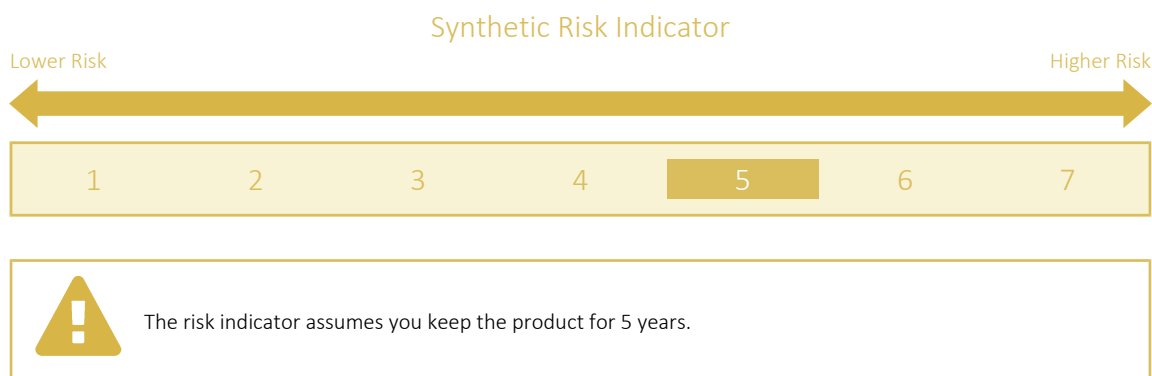 Synthetic Risk Indicator
Lower Risk Higher Risk
1 2 3 4 5 6 7
The risk indicator assumes you keep the product for 5 years.